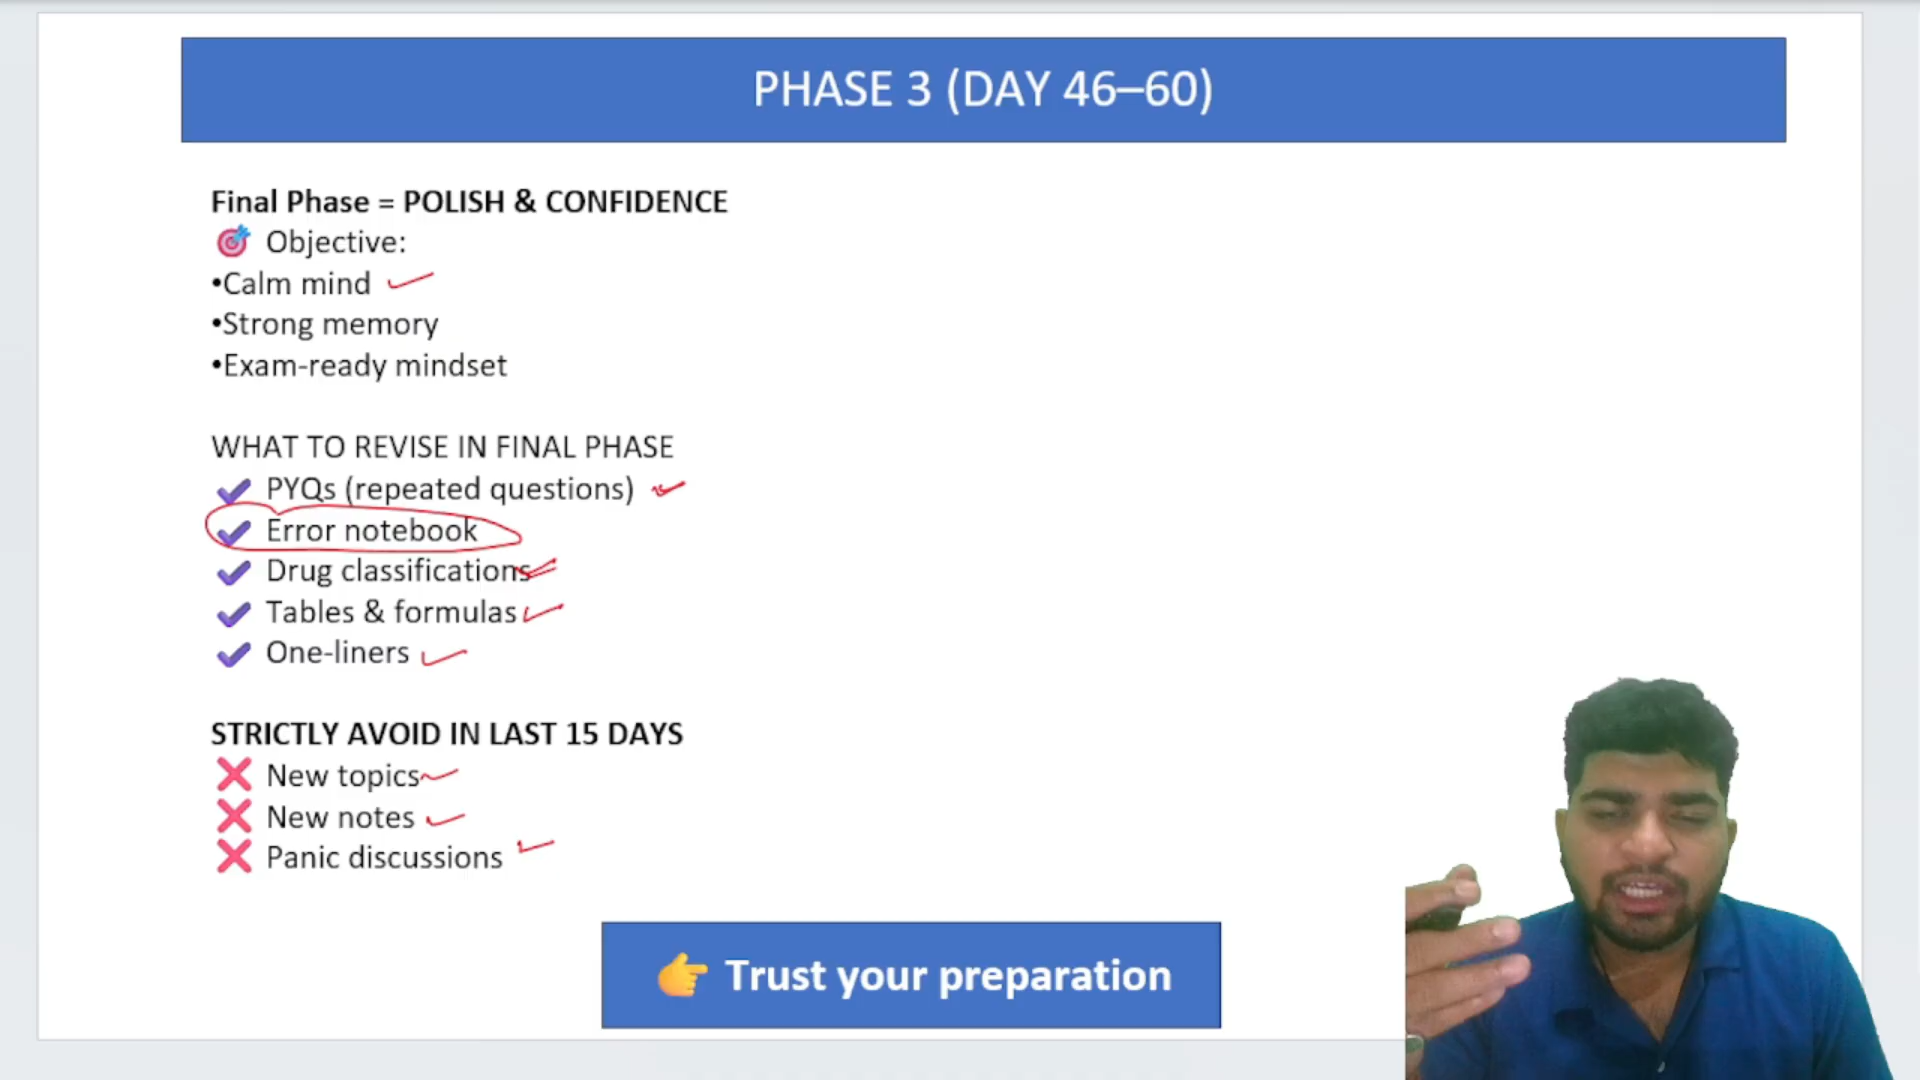 PHASE 3 (DAY 46–60)
Final Phase = POLISH & CONFIDENCE
🎯 Objective:
•Calm mind
•Strong memory
•Exam-ready mindset
WHAT TO REVISE IN FINAL PHASE
✔ PYQs (repeated questions)
✔ Error notebook
✔ Drug classifications
✔ Tables & formulas
✔ One-liners
STRICTLY AVOID IN LAST 15 DAYS
❌ New topics
❌ New notes
❌ Panic discussions
👉 Trust your preparation